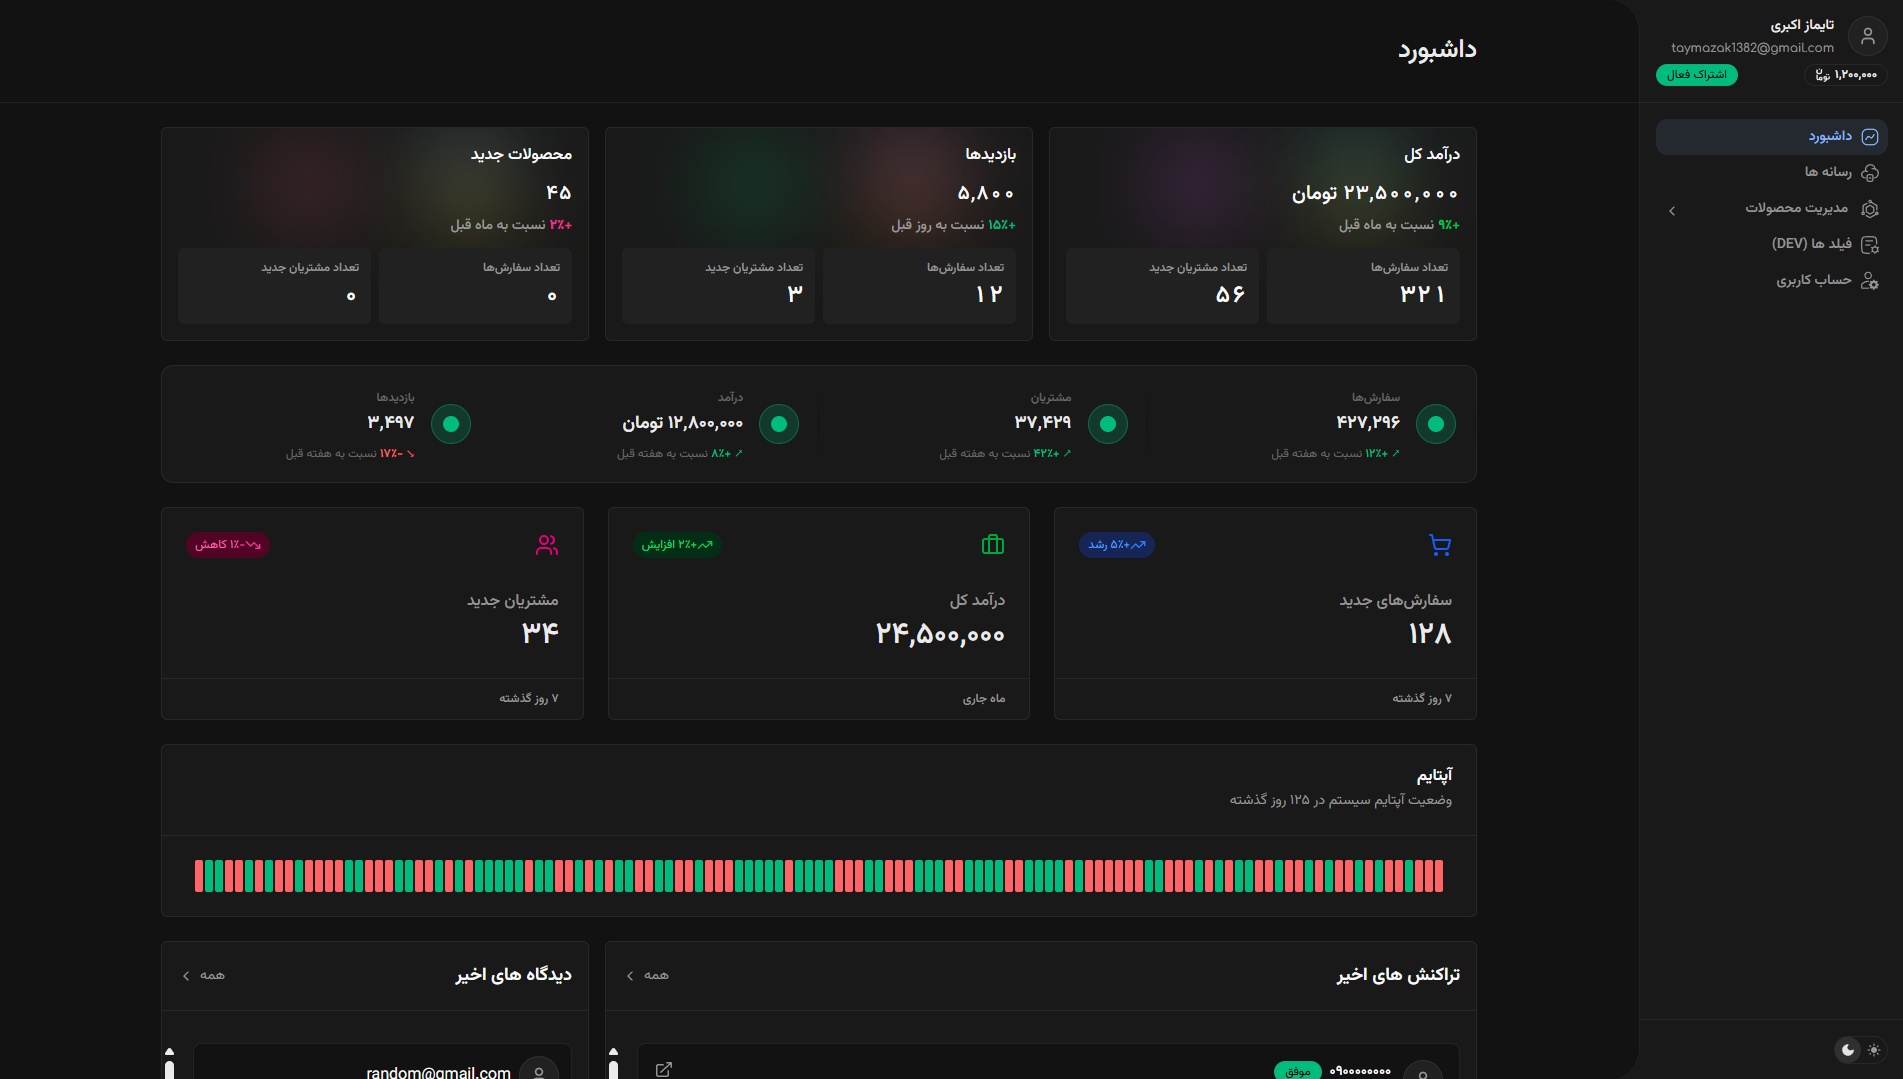 تایماز اکبری
taymazak1382@gmail.com
۱,۲۰۰,۰۰۰ تومان
اشتراک فعال
داشبورد
رسانه ها
مدیریت محصولات
فیلد ها (DEV)
حساب کاربری
داشبورد
درآمد کل
۲۳,۵۰۰,۰۰۰ تومان
+۹٪ نسبت به ماه قبل
تعداد سفارش‌ها
۳۲۱
تعداد مشتریان جدید
۵۶
بازدیدها
۵,۸۰۰
+۱۵٪ نسبت به روز قبل
تعداد سفارش‌ها
۱۲
تعداد مشتریان جدید
۳
محصولات جدید
۴۵
+۲٪ نسبت به ماه قبل
تعداد سفارش‌ها
۰
تعداد مشتریان جدید
۰
سفارش‌ها
۴۲۷,۲۹۶
+۱۲٪ نسبت به هفته قبل
مشتریان
۳۷,۴۲۹
+۴۲٪ نسبت به هفته قبل
درآمد
۱۲,۸۰۰,۰۰۰ تومان
+۸٪ نسبت به هفته قبل
بازدیدها
۳,۴۹۷
-۱۷٪ نسبت به هفته قبل
+۵٪ رشد
سفارش‌های جدید
۱۲۸
۷ روز گذشته
+۲٪ افزایش
درآمد کل
۲۴,۵۰۰,۰۰۰
ماه جاری
-۱٪ کاهش
مشتریان جدید
۳۴
۷ روز گذشته
آپتایم
وضعیت آپتایم سیستم در ۱۲۵ روز گذشته
تراکنش های اخیر
همه
۰۹۰۰۰۰۰۰۰۰۰
موفق
دیدگاه های اخیر
همه
random@gmail.com